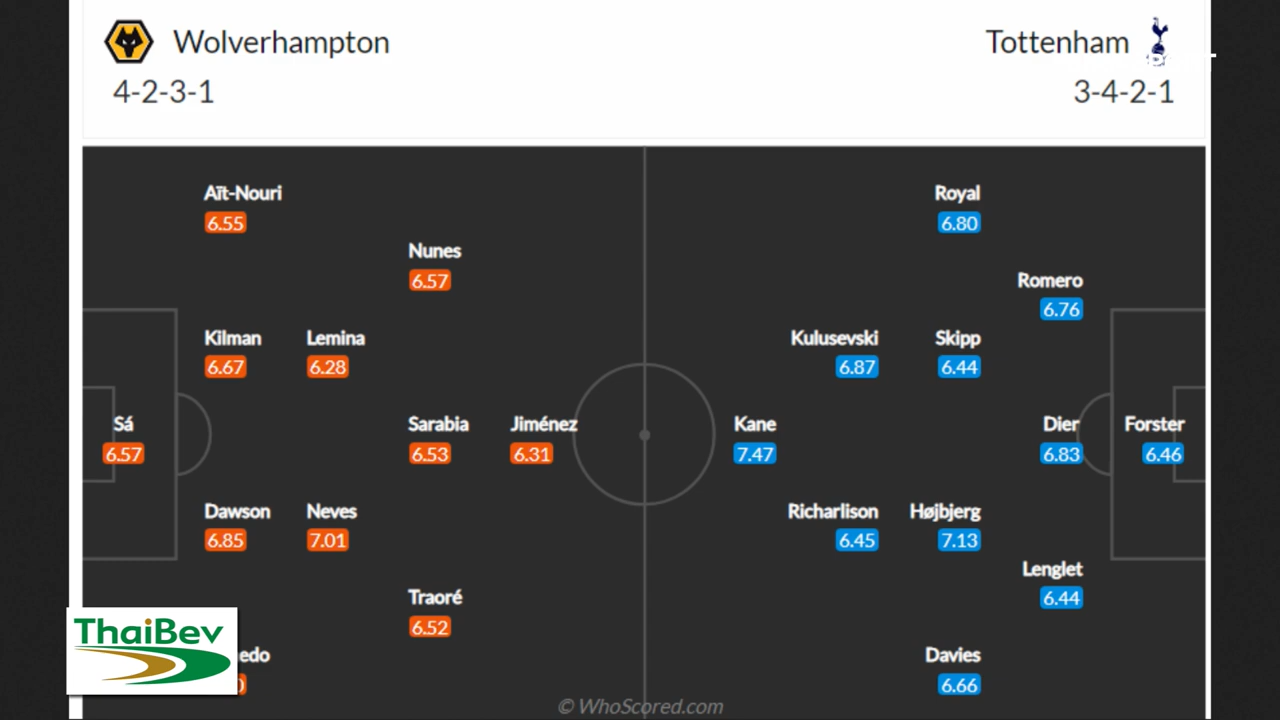 Wolverhampton
4-2-3-1
Tottenham
3-4-2-1
Aït-Nouri
6.55
Nunes
6.57
Kilman
6.67
Lemina
6.28
Sá
6.57
Sarabia
6.53
Jiménez
6.31
Dawson
6.85
Neves
7.01
Traoré
6.52
edo
Royal
6.80
Romero
6.76
Kulusevski
6.87
Skipp
6.44
Kane
7.47
Dier
6.83
Forster
6.46
Richarlison
6.45
Højbjerg
7.13
Lenglet
6.44
Davies
6.66
ThaiBev
© WhoScored.com